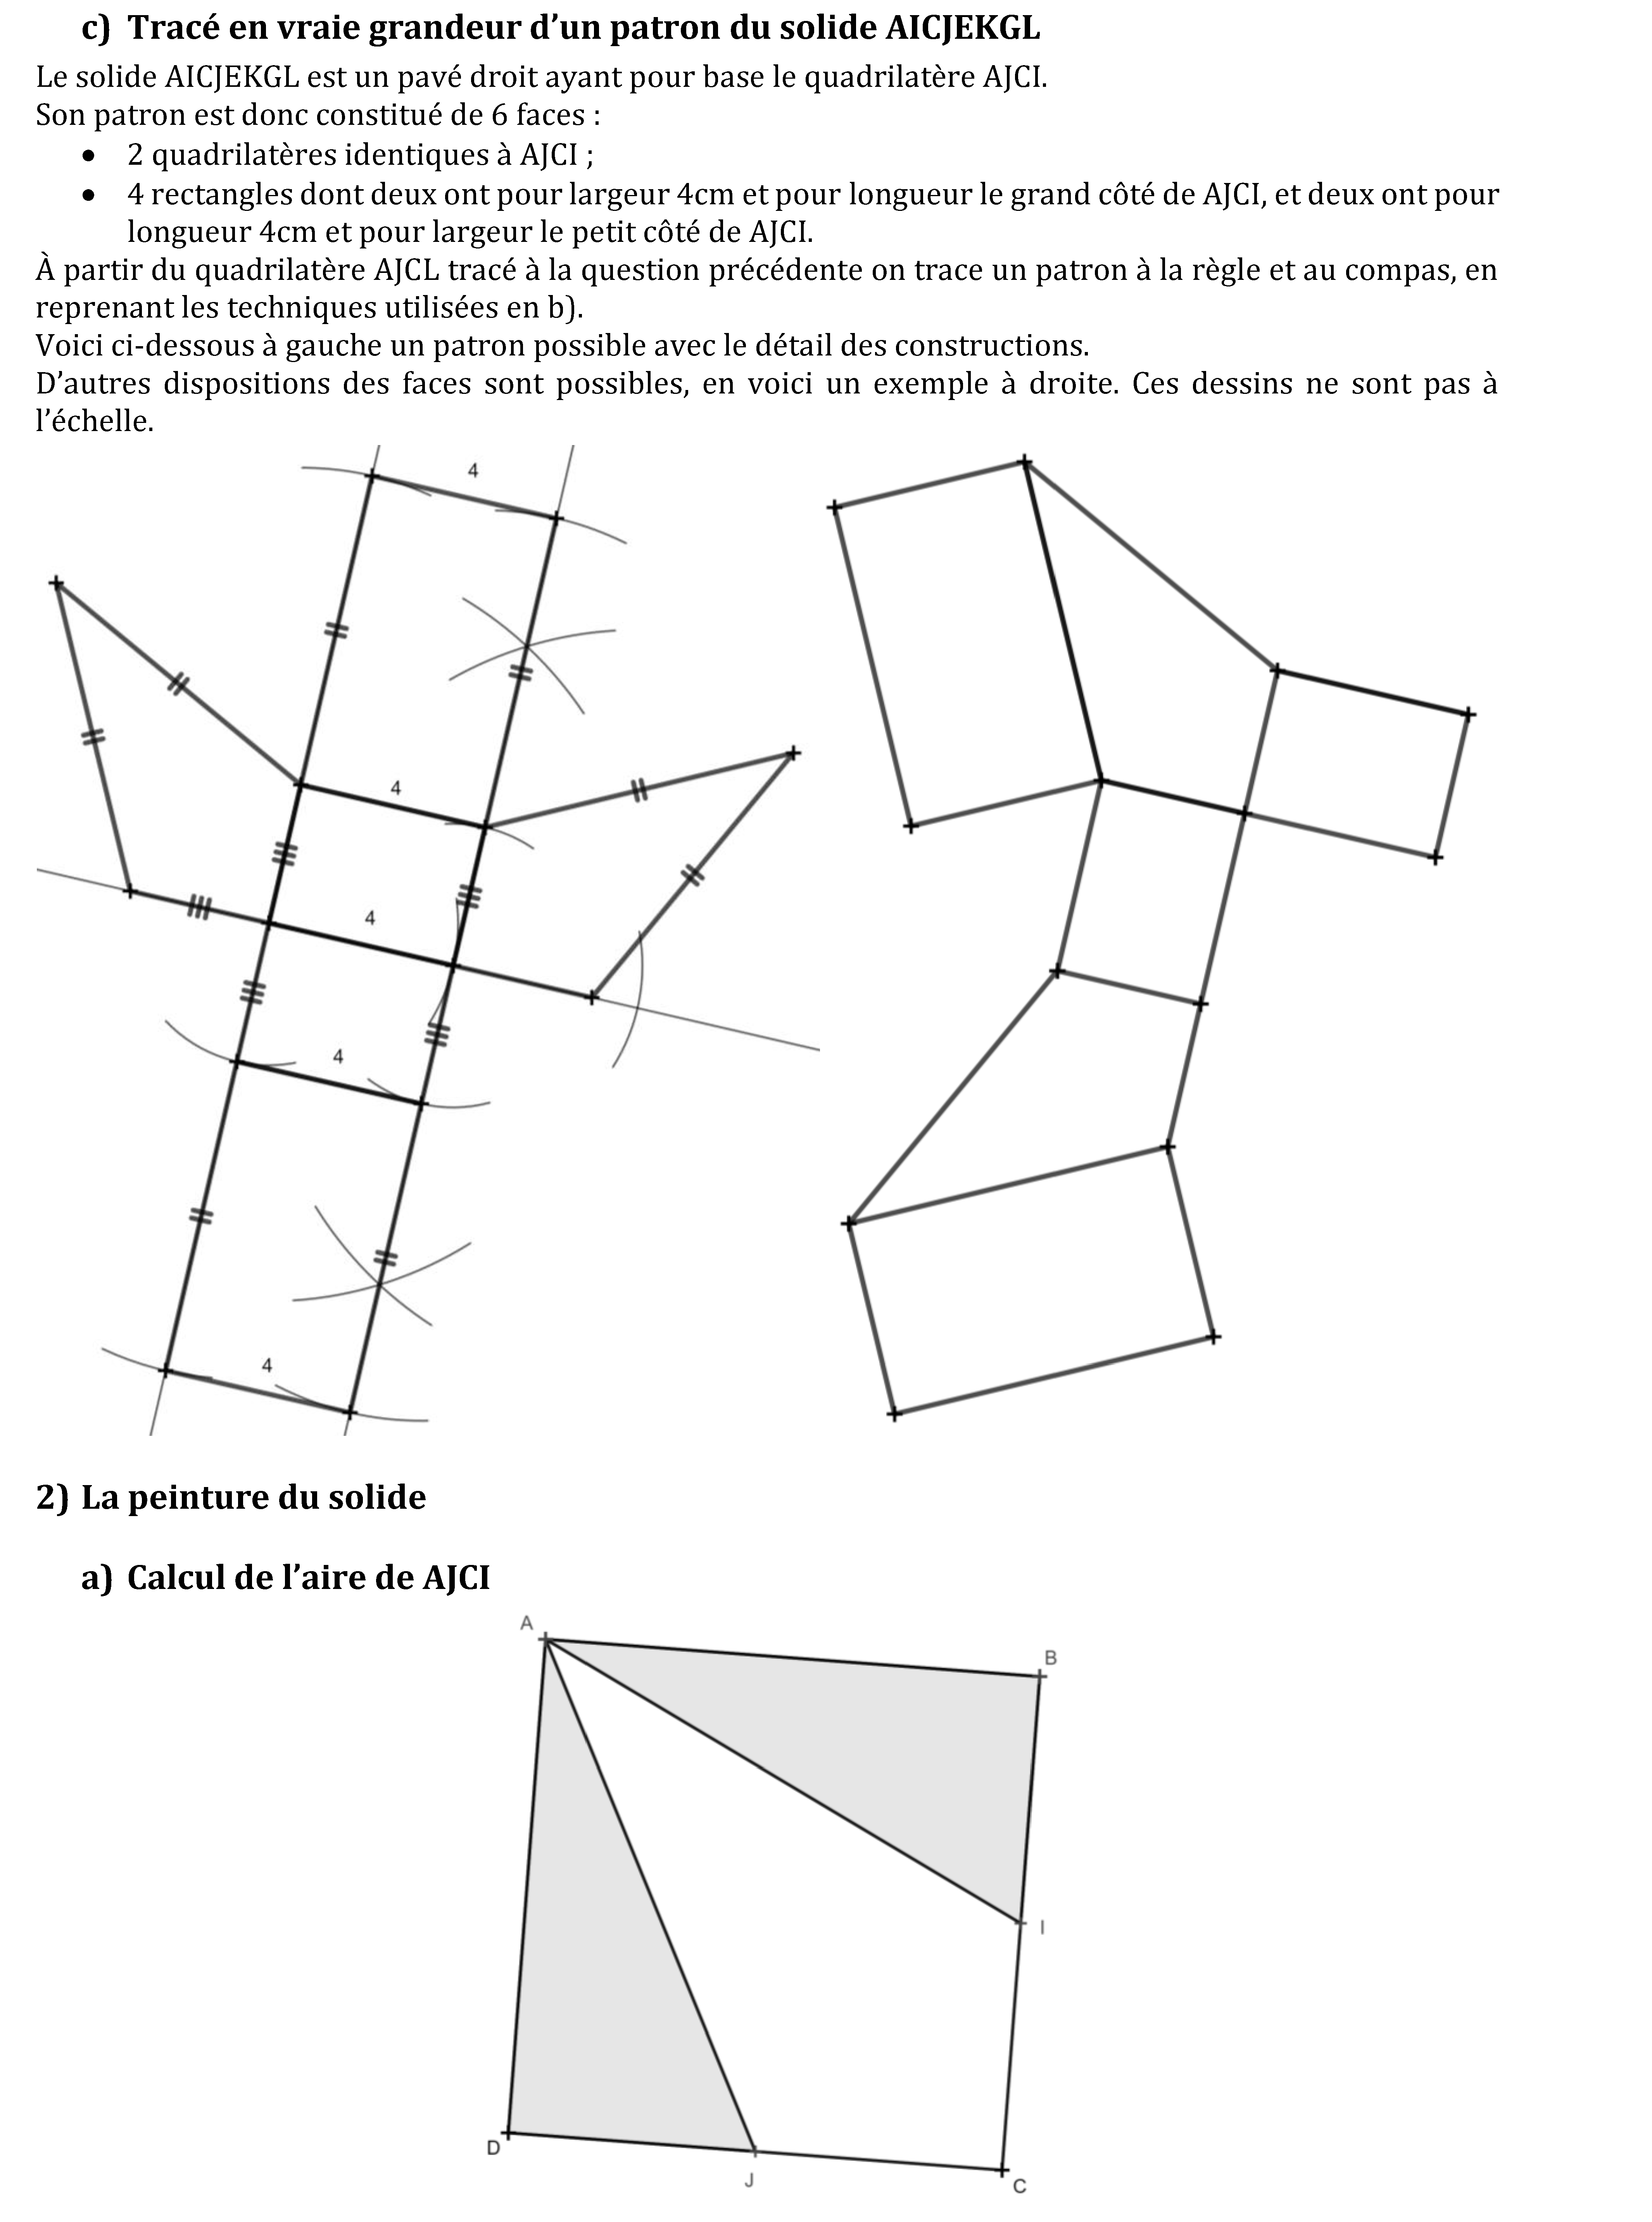 c) Tracé en vraie grandeur d’un patron du solide AICJEKGL
Le solide AICJEKGL est un pavé droit ayant pour base le quadrilatère AJCI.
Son patron est donc constitué de 6 faces :
• 2 quadrilatères identiques à AJCI ;
• 4 rectangles dont deux ont pour largeur 4cm et pour longueur le grand côté de AJCI, et deux ont pour
longueur 4cm et pour largeur le petit côté de AJCI.
À partir du quadrilatère AJCL tracé à la question précédente on trace un patron à la règle et au compas, en
reprenant les techniques utilisées en b).
Voici ci-dessous à gauche un patron possible avec le détail des constructions.
D’autres dispositions des faces sont possibles, en voici un exemple à droite. Ces dessins ne sont pas à
l’échelle.
4
4
4
4
4
2) La peinture du solide
a) Calcul de l’aire de AJCI
A
B
I
D
J
C